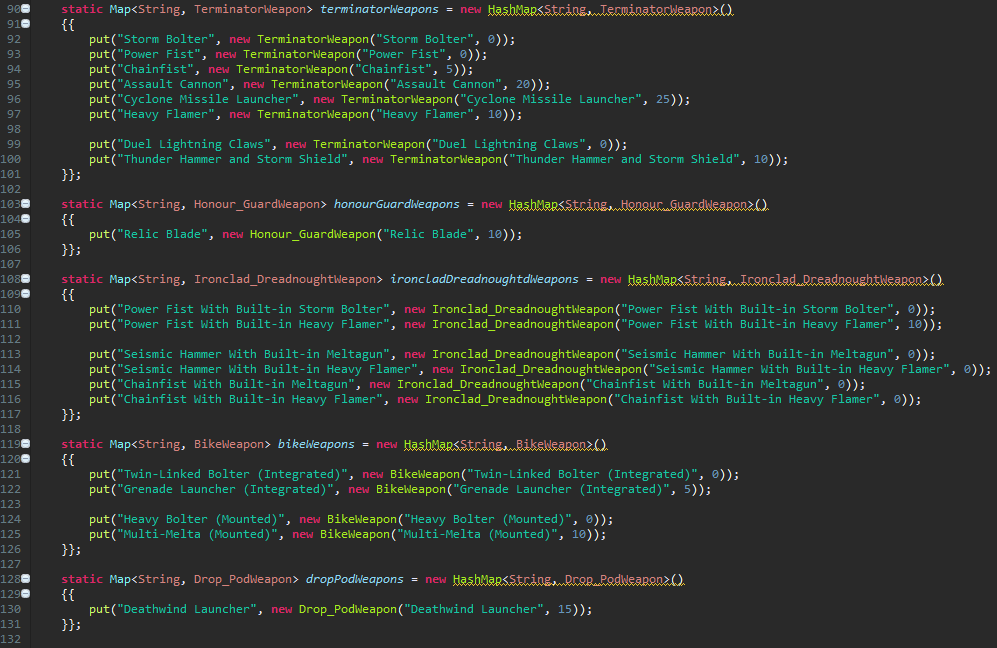 90 static Map<String, TerminatorWeapon> terminatorWeapons = new HashMap<String, TerminatorWeapon>()
91 {{
92 put("Storm Bolter", new TerminatorWeapon("Storm Bolter", 0));
93 put("Power Fist", new TerminatorWeapon("Power Fist", 0));
94 put("Chainfist", new TerminatorWeapon("Chainfist", 5));
95 put("Assault Cannon", new TerminatorWeapon("Assault Cannon", 20));
96 put("Cyclone Missile Launcher", new TerminatorWeapon("Cyclone Missile Launcher", 25));
97 put("Heavy Flamer", new TerminatorWeapon("Heavy Flamer", 10));
98
99 put("Duel Lightning Claws", new TerminatorWeapon("Duel Lightning Claws", 0));
100 put("Thunder Hammer and Storm Shield", new TerminatorWeapon("Thunder Hammer and Storm Shield", 10));
101 }};
102
103 static Map<String, Honour_GuardWeapon> honourGuardWeapons = new HashMap<String, Honour_GuardWeapon>()
104 {{
105 put("Relic Blade", new Honour_GuardWeapon("Relic Blade", 10));
106 }};
107
108 static Map<String, Ironclad_DreadnoughtWeapon> ironcladDreadnoughtdWeapons = new HashMap<String, Ironclad_DreadnoughtWeapon>()
109 {{
110 put("Power Fist With Built-in Storm Bolter", new Ironclad_DreadnoughtWeapon("Power Fist With Built-in Storm Bolter", 0));
111 put("Power Fist With Built-in Heavy Flamer", new Ironclad_DreadnoughtWeapon("Power Fist With Built-in Heavy Flamer", 10));
112
113 put("Seismic Hammer With Built-in Meltagun", new Ironclad_DreadnoughtWeapon("Seismic Hammer With Built-in Meltagun", 0));
114 put("Seismic Hammer With Built-in Heavy Flamer", new Ironclad_DreadnoughtWeapon("Seismic Hammer With Built-in Heavy Flamer", 0));
115 put("Chainfist With Built-in Meltagun", new Ironclad_DreadnoughtWeapon("Chainfist With Built-in Meltagun", 0));
116 put("Chainfist With Built-in Heavy Flamer", new Ironclad_DreadnoughtWeapon("Chainfist With Built-in Heavy Flamer", 0));
117 }};
118
119 static Map<String, BikeWeapon> bikeWeapons = new HashMap<String, BikeWeapon>()
120 {{
121 put("Twin-Linked Bolter (Integrated)", new BikeWeapon("Twin-Linked Bolter (Integrated)", 0));
122 put("Grenade Launcher (Integrated)", new BikeWeapon("Grenade Launcher (Integrated)", 5));
123
124 put("Heavy Bolter (Mounted)", new BikeWeapon("Heavy Bolter (Mounted)", 0));
125 put("Multi-Melta (Mounted)", new BikeWeapon("Multi-Melta (Mounted)", 10));
126 }};
127
128 static Map<String, Drop_PodWeapon> dropPodWeapons = new HashMap<String, Drop_PodWeapon>()
129 {{
130 put("Deathwind Launcher", new Drop_PodWeapon("Deathwind Launcher", 15));
131 }};
132